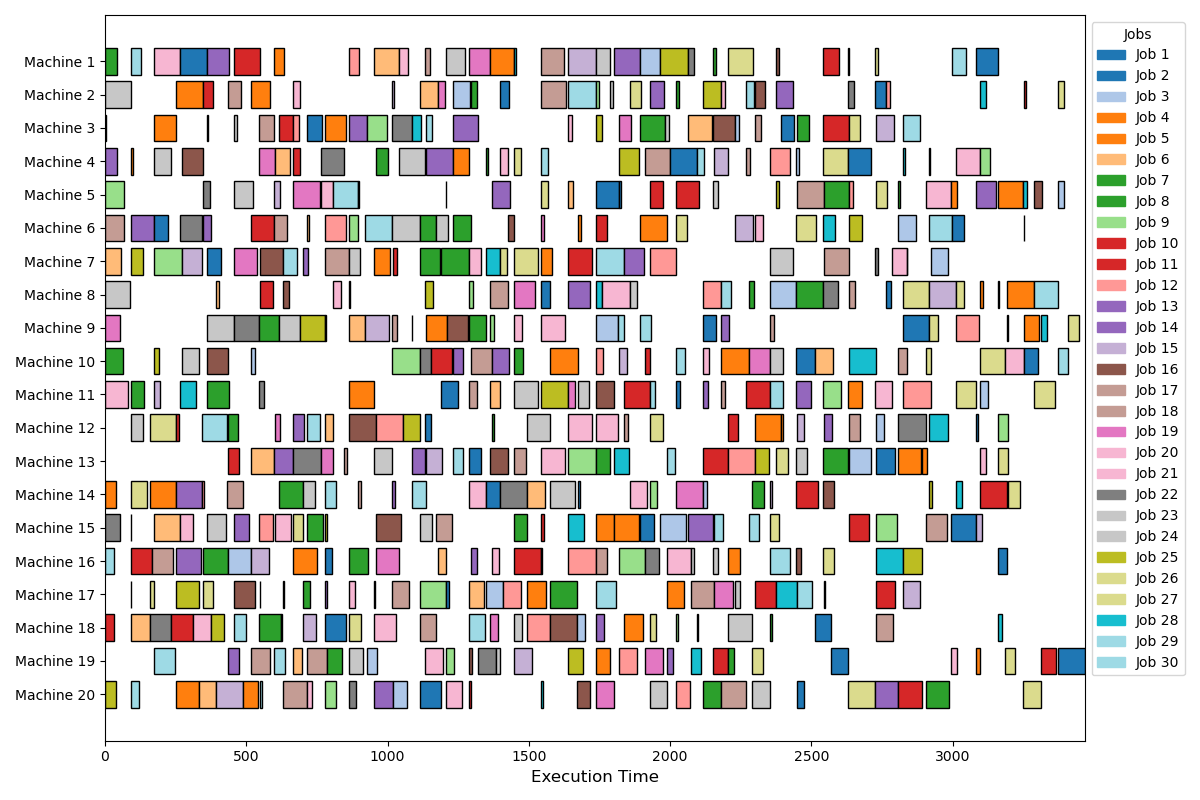 Machine 1
Machine 2
Machine 3
Machine 4
Machine 5
Machine 6
Machine 7
Machine 8
Machine 9
Machine 10
Machine 11
Machine 12
Machine 13
Machine 14
Machine 15
Machine 16
Machine 17
Machine 18
Machine 19
Machine 20
0 500 1000 1500 2000 2500 3000
Execution Time
Jobs
Job 1
Job 2
Job 3
Job 4
Job 5
Job 6
Job 7
Job 8
Job 9
Job 10
Job 11
Job 12
Job 13
Job 14
Job 15
Job 16
Job 17
Job 18
Job 19
Job 20
Job 21
Job 22
Job 23
Job 24
Job 25
Job 26
Job 27
Job 28
Job 29
Job 30